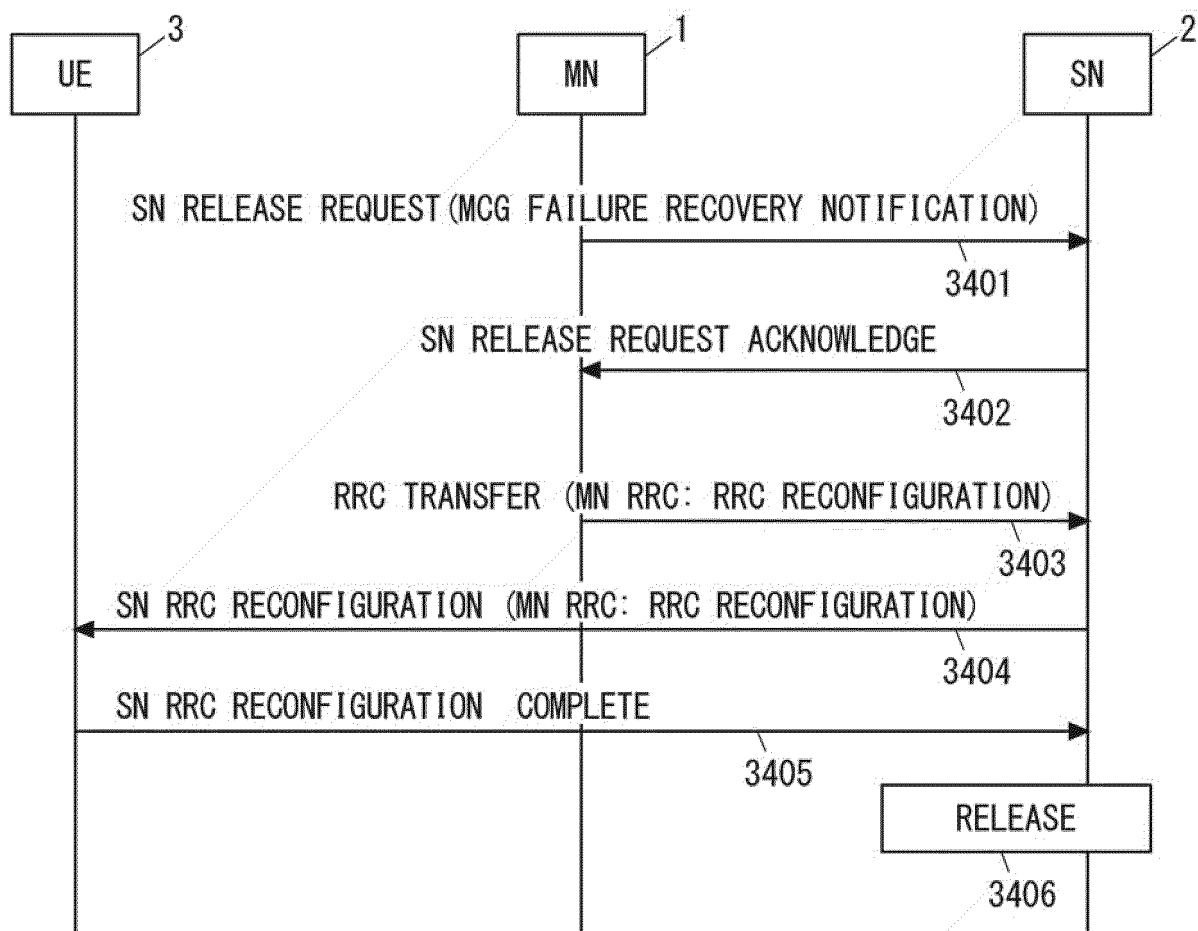 3
1
2
UE
MN
SN
SN RELEASE REQUEST(MCG FAILURE RECOVERY NOTIFICATION)
3401
SN RELEASE REQUEST ACKNOWLEDGE
3402
RRC TRANSFER (MN RRC: RRC RECONFIGURATION)
3403
SN RRC RECONFIGURATION (MN RRC: RRC RECONFIGURATION)
3404
SN RRC RECONFIGURATION COMPLETE
3405
RELEASE
3406